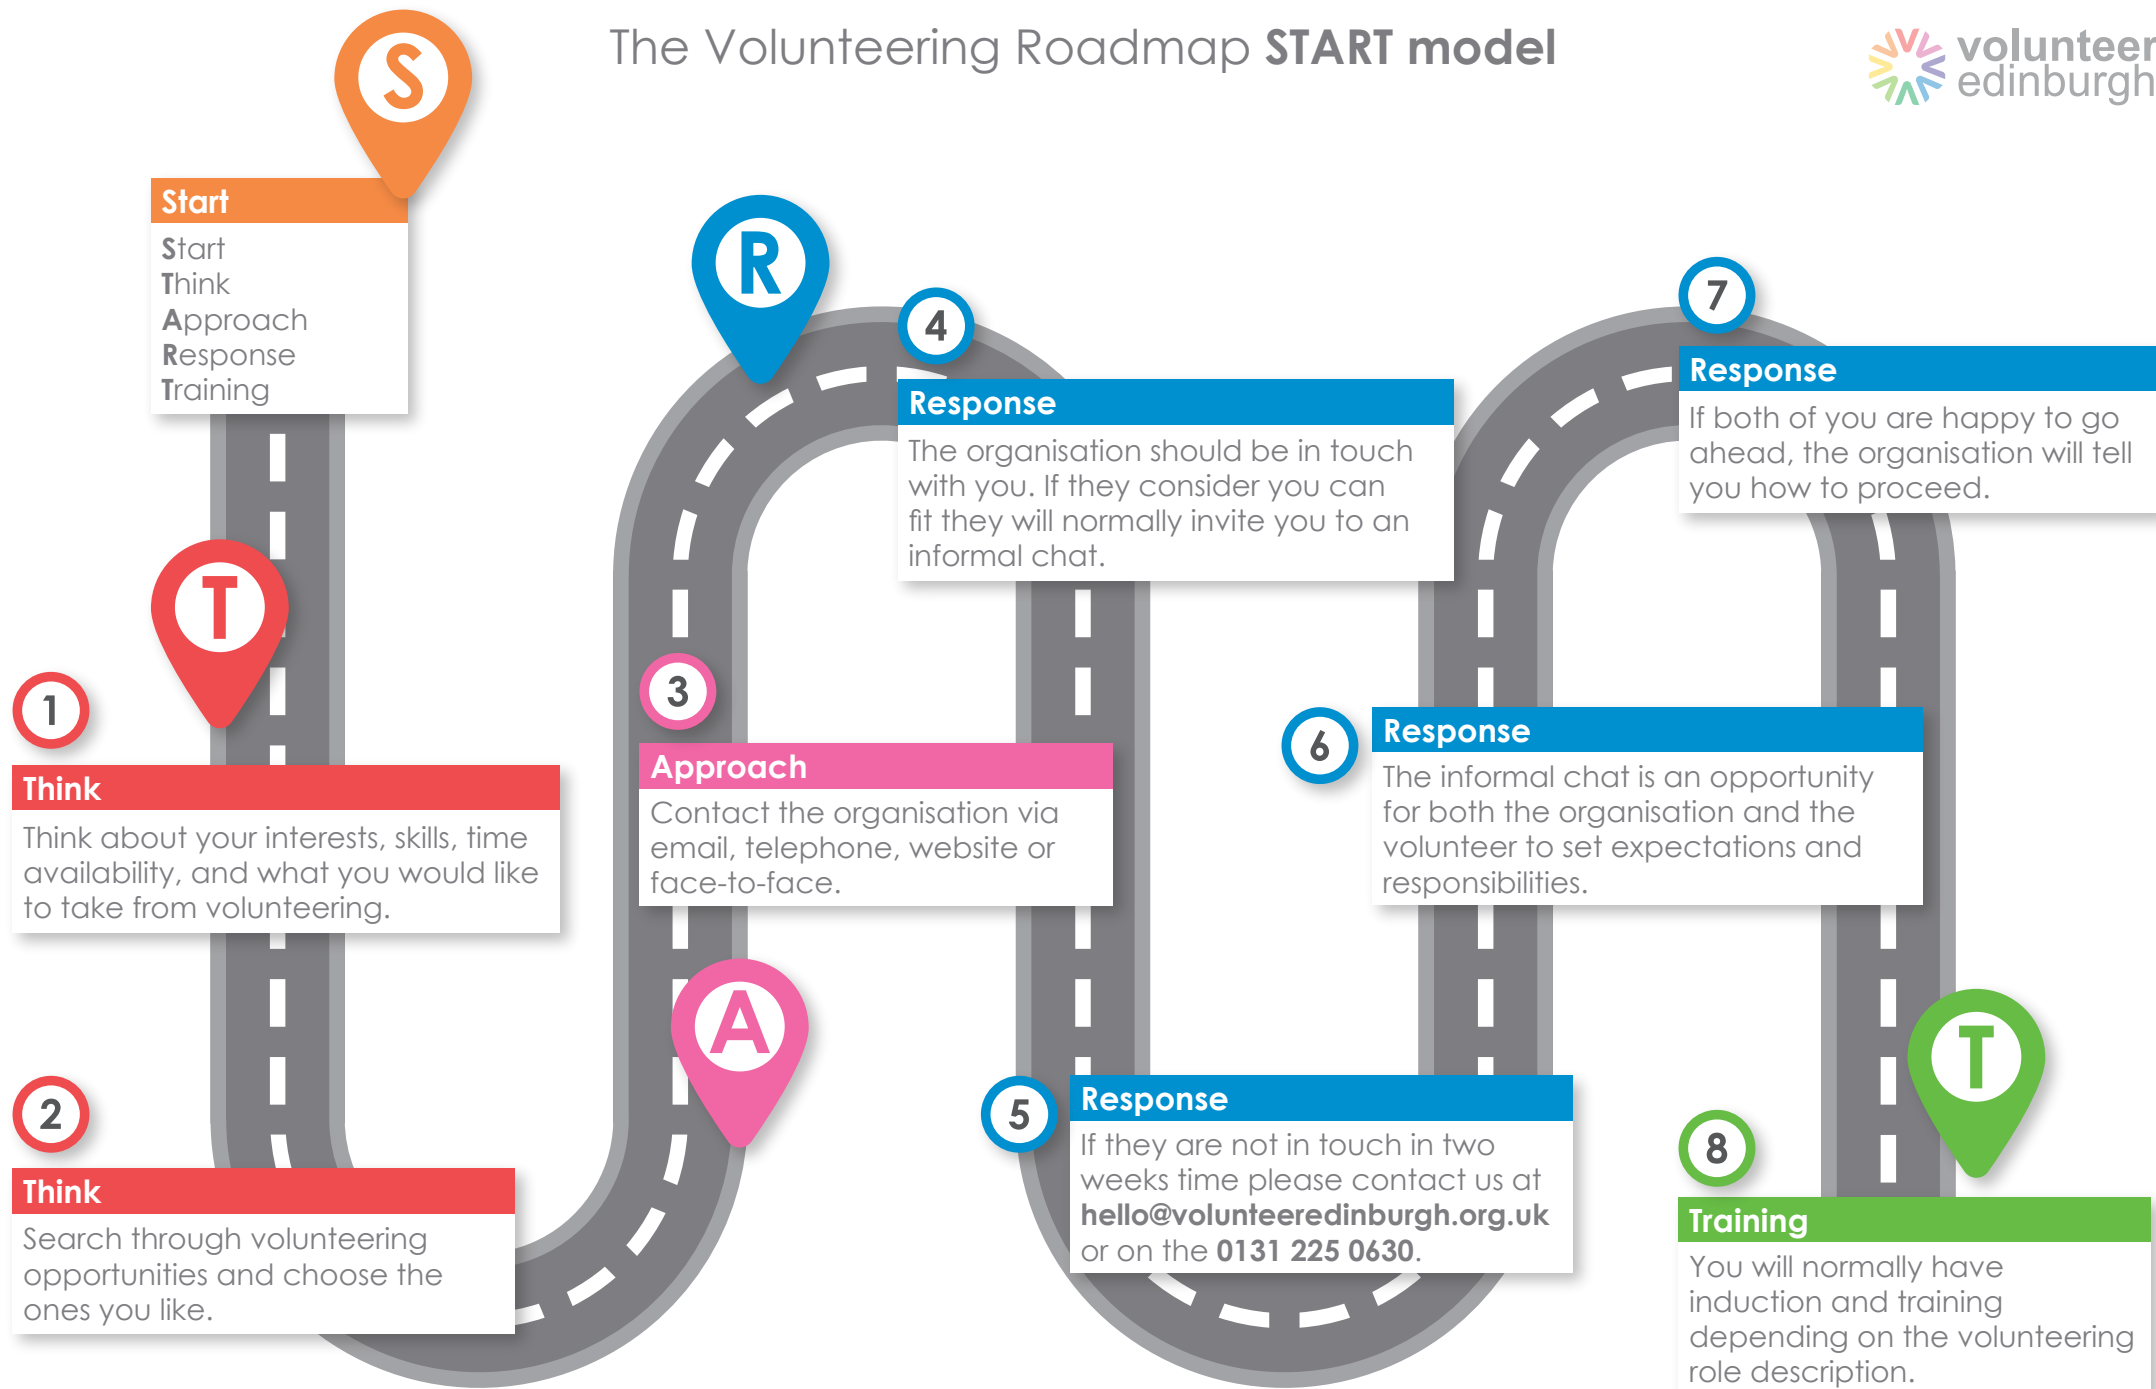 The Volunteering Roadmap START model
volunteer
edinburgh
S
Start
Start
Think
Approach
Response
Training
T
1
Think
Think about your interests, skills, time
availability, and what you would like
to take from volunteering.
2
Think
Search through volunteering
opportunities and choose the
ones you like.
A
3
Approach
Contact the organisation via
email, telephone, website or
face-to-face.
R
4
Response
The organisation should be in touch
with you. If they consider you can
fit they will normally invite you to an
informal chat.
5
Response
If they are not in touch in two
weeks time please contact us at
hello@volunteeredinburgh.org.uk
or on the 0131 225 0630.
6
Response
The informal chat is an opportunity
for both the organisation and the
volunteer to set expectations and
responsibilities.
7
Response
If both of you are happy to go
ahead, the organisation will tell
you how to proceed.
T
8
Training
You will normally have
induction and training
depending on the volunteering
role description.